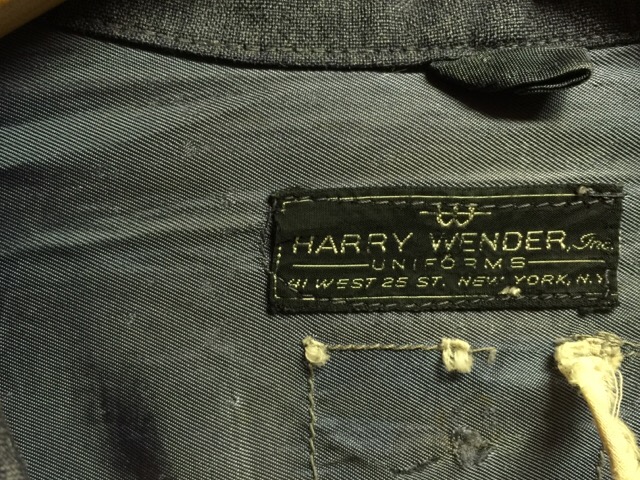 W
HARRY WENDER, Inc.
UNIFORMS
41 WEST 25 ST. NEW YORK, N.Y.